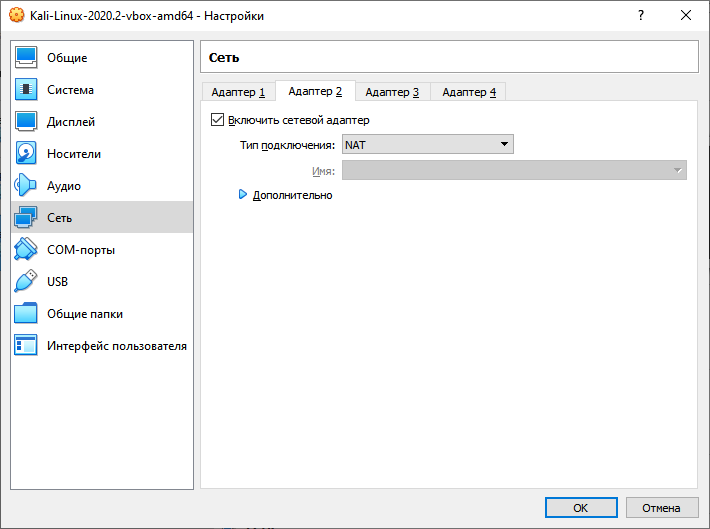 Kali-Linux-2020.2-vbox-amd64 - Настройки
?
Общие
Система
Дисплей
Носители
Аудио
Сеть
COM-порты
USB
Общие папки
Интерфейс пользователя
Сеть
Адаптер 1 Адаптер 2 Адаптер 3 Адаптер 4
Включить сетевой адаптер
Тип подключения: NAT
Имя:
Дополнительно
OK Отмена